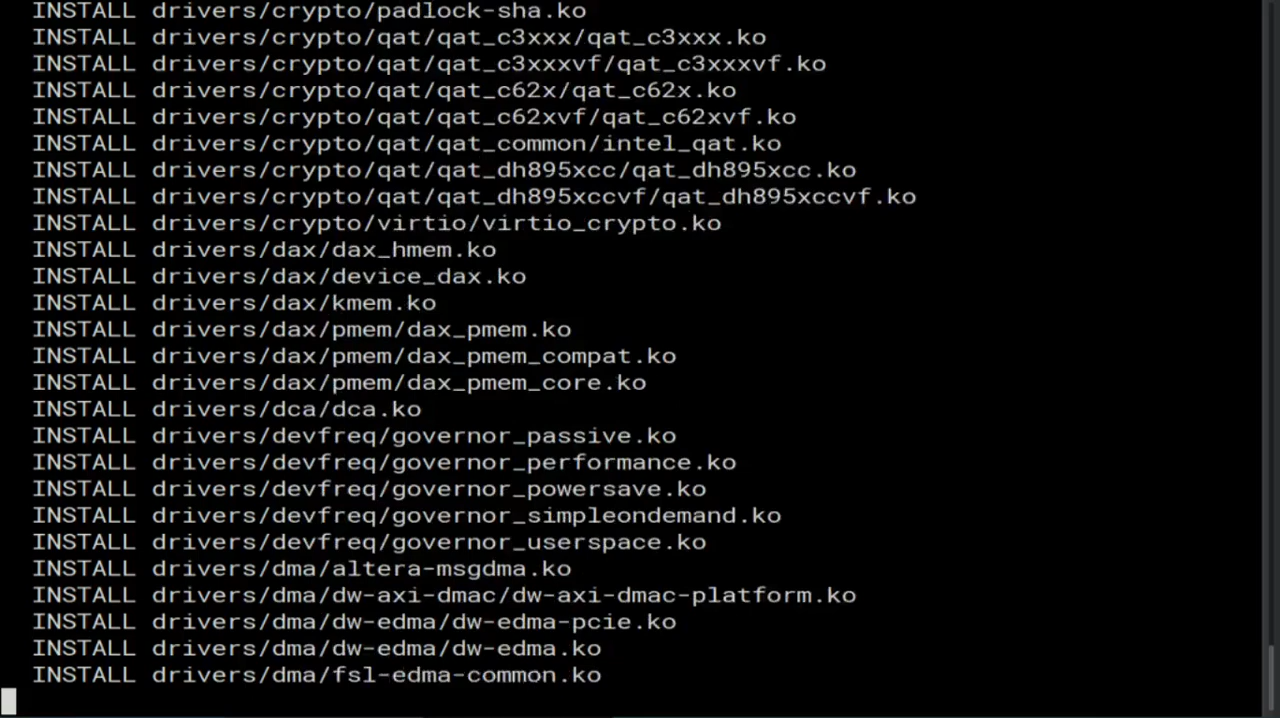 INSTALL drivers/crypto/padlock-sha.ko
INSTALL drivers/crypto/qat/qat_c3xxx/qat_c3xxx.ko
INSTALL drivers/crypto/qat/qat_c3xxxvf/qat_c3xxxvf.ko
INSTALL drivers/crypto/qat/qat_c62x/qat_c62x.ko
INSTALL drivers/crypto/qat/qat_c62xvf/qat_c62xvf.ko
INSTALL drivers/crypto/qat/qat_common/intel_qat.ko
INSTALL drivers/crypto/qat/qat_dh895xcc/qat_dh895xcc.ko
INSTALL drivers/crypto/qat/qat_dh895xccvf/qat_dh895xccvf.ko
INSTALL drivers/crypto/virtio/virtio_crypto.ko
INSTALL drivers/dax/dax_hmem.ko
INSTALL drivers/dax/device_dax.ko
INSTALL drivers/dax/kmem.ko
INSTALL drivers/dax/pmem/dax_pmem.ko
INSTALL drivers/dax/pmem/dax_pmem_compat.ko
INSTALL drivers/dax/pmem/dax_pmem_core.ko
INSTALL drivers/dca/dca.ko
INSTALL drivers/devfreq/governor_passive.ko
INSTALL drivers/devfreq/governor_performance.ko
INSTALL drivers/devfreq/governor_powersave.ko
INSTALL drivers/devfreq/governor_simpleondemand.ko
INSTALL drivers/devfreq/governor_userspace.ko
INSTALL drivers/dma/altera-msgdma.ko
INSTALL drivers/dma/dw-axi-dmac/dw-axi-dmac-platform.ko
INSTALL drivers/dma/dw-edma/dw-edma-pcie.ko
INSTALL drivers/dma/dw-edma/dw-edma.ko
INSTALL drivers/dma/fsl-edma-common.ko